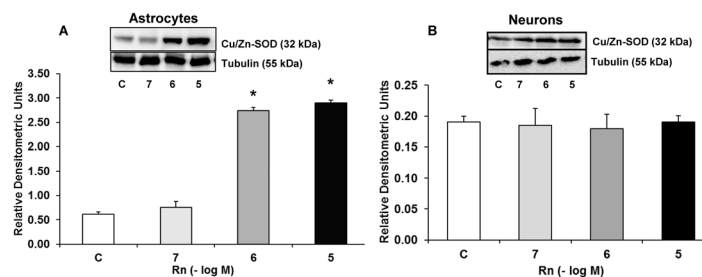 Astrocytes
A
Cu/Zn-SOD (32 kDa)
Tubulin (55 kDa)
C 7 6 5
Relative Densitometric Units
3.50
3.00
2.50
2.00
1.50
1.00
0.50
0.00
* *
C 7 6 5
Rn (- log M)
Neurons
B
Cu/Zn-SOD (32 kDa)
Tubulin (55 kDa)
C 7 6 5
Relative Densitometric Units
0.25
0.20
0.15
0.10
0.05
0.00
C 7 6 5
Rn (- log M)